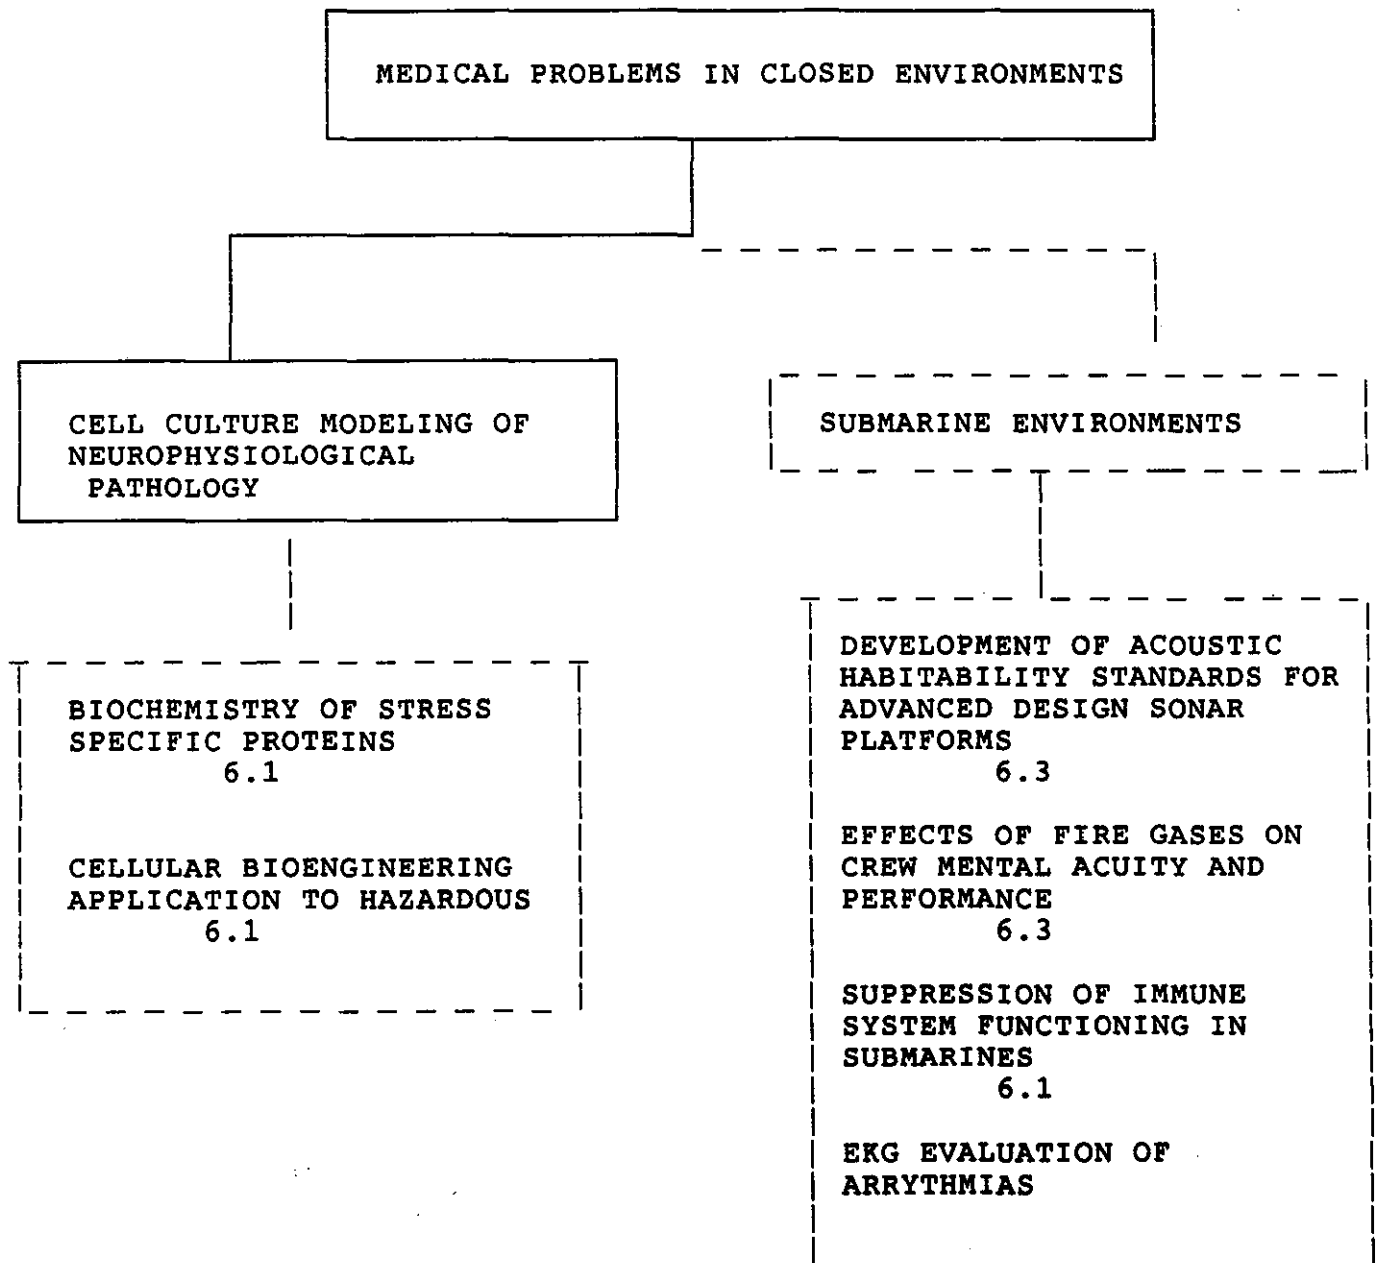 MEDICAL PROBLEMS IN CLOSED ENVIRONMENTS
CELL CULTURE MODELING OF
NEUROPHYSIOLOGICAL
PATHOLOGY
BIOCHEMISTRY OF STRESS
SPECIFIC PROTEINS
6.1
CELLULAR BIOENGINEERING
APPLICATION TO HAZARDOUS
6.1
SUBMARINE ENVIRONMENTS
DEVELOPMENT OF ACOUSTIC
HABITABILITY STANDARDS FOR
ADVANCED DESIGN SONAR
PLATFORMS
6.3
EFFECTS OF FIRE GASES ON
CREW MENTAL ACUITY AND
PERFORMANCE
6.3
SUPPRESSION OF IMMUNE
SYSTEM FUNCTIONING IN
SUBMARINES
6.1
EKG EVALUATION OF
ARRYTHMIAS